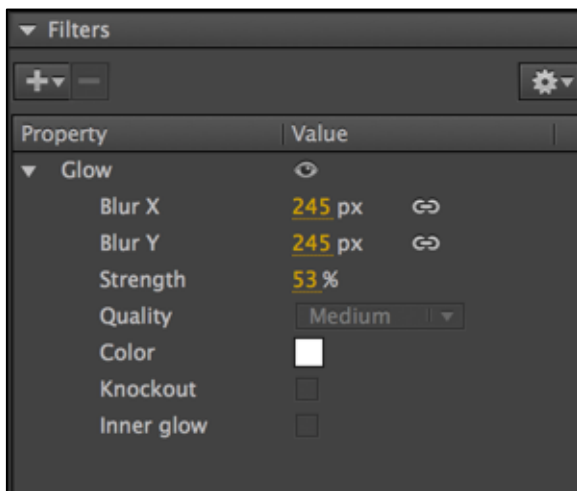 Filters
Property Value
Glow
Blur X 245 px
Blur Y 245 px
Strength 53 %
Quality Medium
Color
Knockout
Inner glow